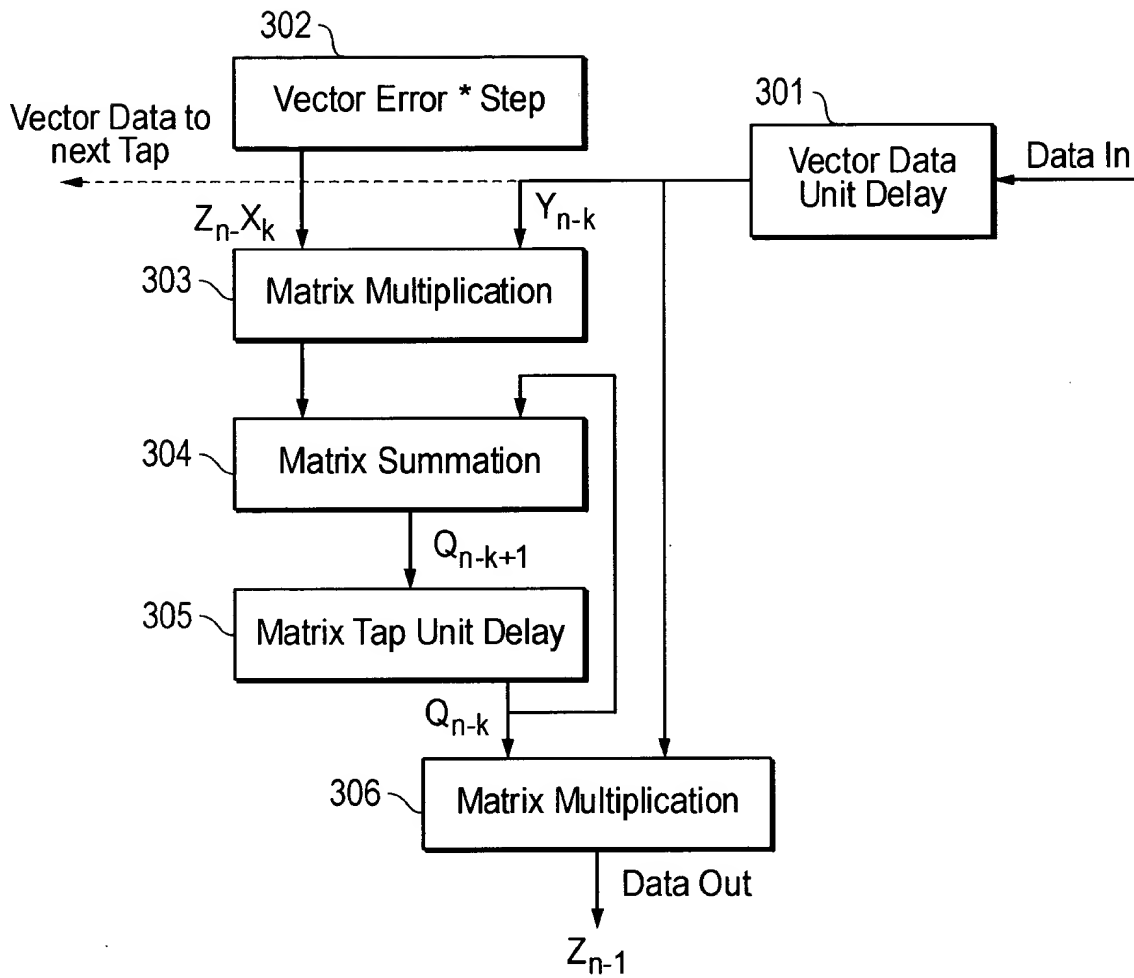 302
Vector Error * Step
Vector Data to
next Tap
301
Vector Data
Unit Delay
Data In
Zn-Xk
Yn-k
303
Matrix Multiplication
304
Matrix Summation
Qn-k+1
305
Matrix Tap Unit Delay
Qn-k
306
Matrix Multiplication
Data Out
Zn-1